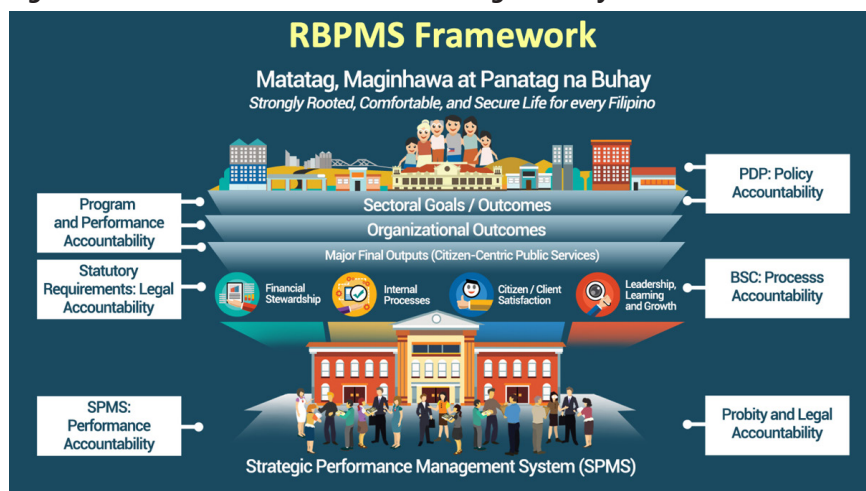 RBPMS Framework
Matatag, Maginhawa at Panatag na Buhay
Strongly Rooted, Comfortable, and Secure Life for every Filipino
PDP: Policy
Accountability
Program
and Performance
Accountability
Sectoral Goals / Outcomes
Organizational Outcomes
Major Final Outputs (Citizen-Centric Public Services)
Statutory
Requirements: Legal
Accountability
Financial
Stewardship
Internal
Processes
Citizen / Client
Satisfaction
Leadership,
Learning
and Growth
BSC: Processs
Accountability
SPMS:
Performance
Accountability
Probity and Legal
Accountability
Strategic Performance Management System (SPMS)